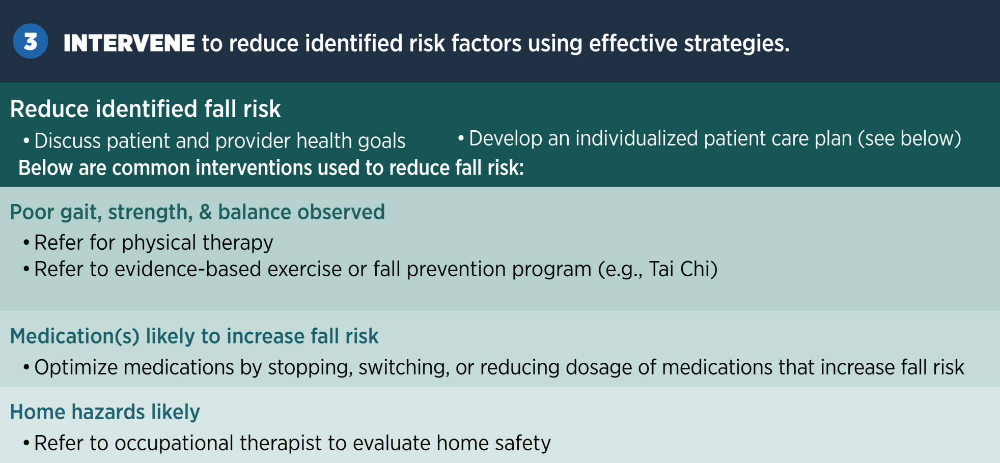 3 INTERVENE to reduce identified risk factors using effective strategies.
Reduce identified fall risk
• Discuss patient and provider health goals
• Develop an individualized patient care plan (see below)
Below are common interventions used to reduce fall risk:
Poor gait, strength, & balance observed
• Refer for physical therapy
• Refer to evidence-based exercise or fall prevention program (e.g., Tai Chi)
Medication(s) likely to increase fall risk
• Optimize medications by stopping, switching, or reducing dosage of medications that increase fall risk
Home hazards likely
• Refer to occupational therapist to evaluate home safety